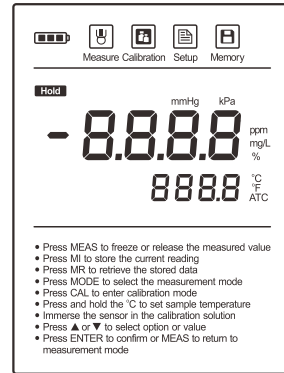 Measure Calibration Setup Memory
Hold
mmHg kPa
-8.8.8.8
ppm
mg/L
%
888.8
°C
°F
ATC
• Press MEAS to freeze or release the measured value
• Press MI to store the current reading
• Press MR to retrieve the stored data
• Press MODE to select the measurement mode
• Press CAL to enter calibration mode
• Press and hold the °C to set sample temperature
• Immerse the sensor in the calibration solution
• Press ▲ or ▼ to select option or value
• Press ENTER to confirm or MEAS to return to
measurement mode